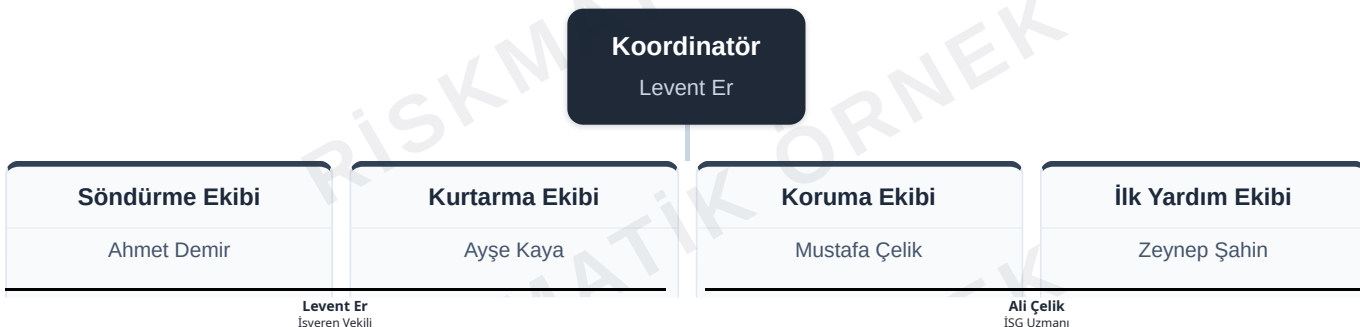 Koordinatör
Levent Er
Söndürme Ekibi
Kurtarma Ekibi
Koruma Ekibi
İlk Yardım Ekibi
Ahmet Demir
Ayşe Kaya
Mustafa Çelik
Zeynep Şahin
Levent Er
Ali Çelik
İşveren Vekili
İSG Uzmanı
ÖRNEK